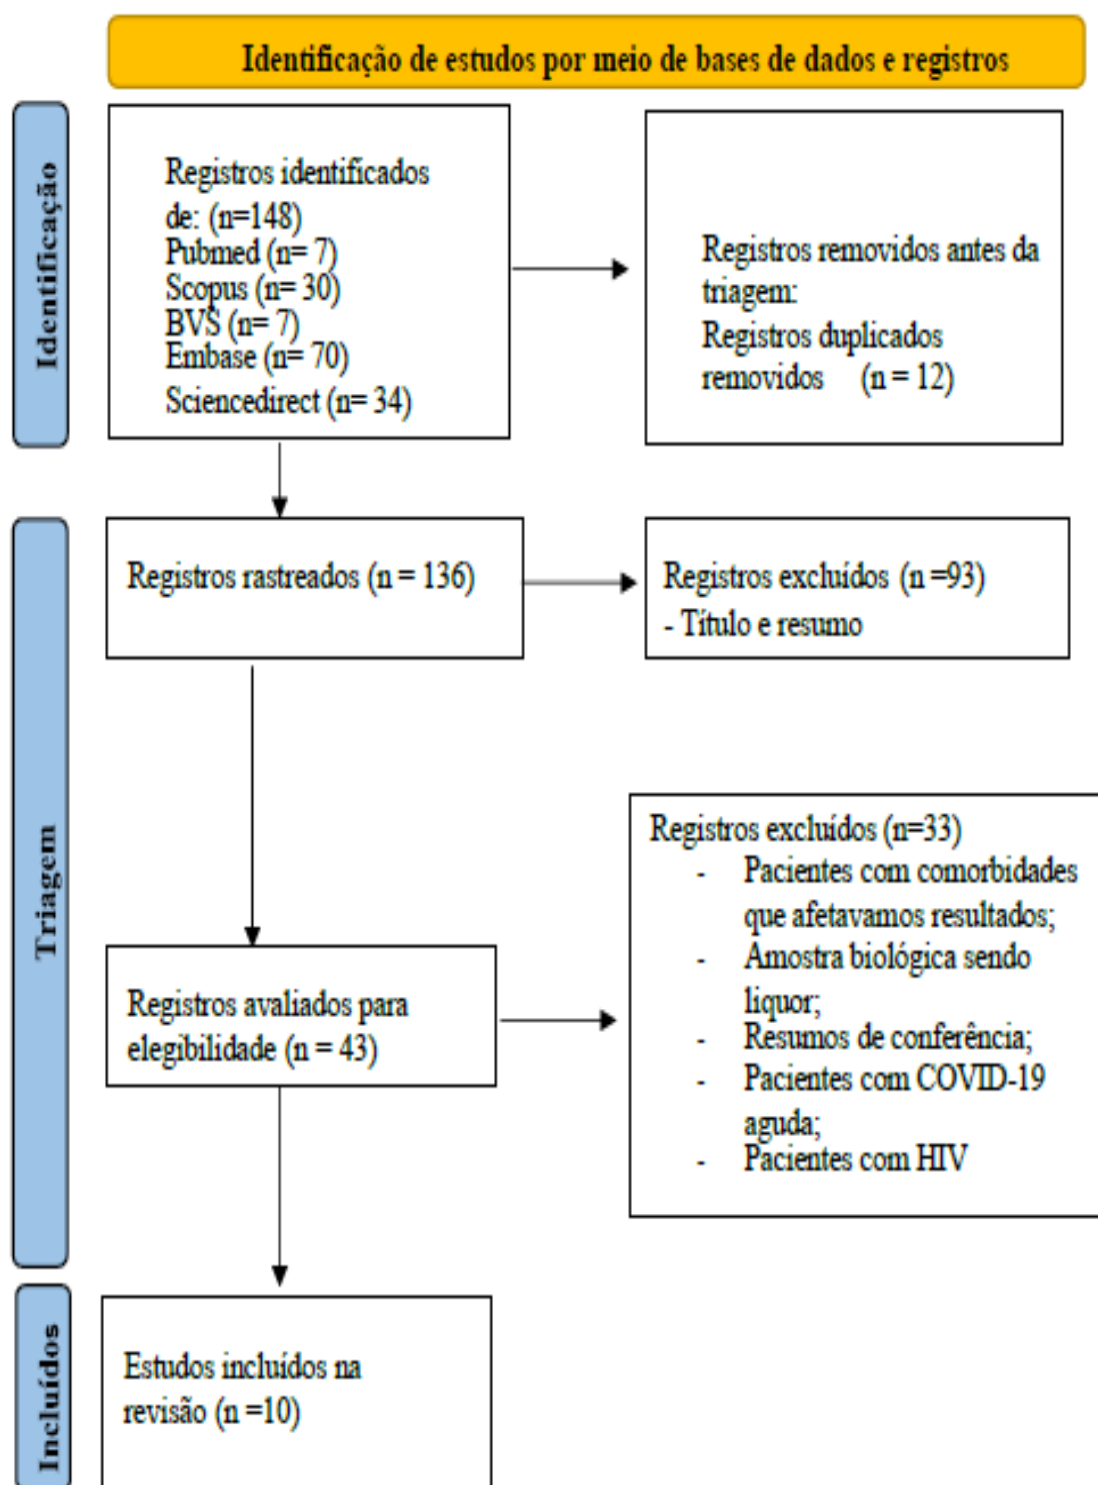 Identificação de estudos por meio de bases de dados e registros
Identificação
Registros identificados
de: (n=148)
Pubmed (n= 7)
Scopus (n= 30)
BVS (n= 7)
Embase (n= 70)
Sciencedirect (n= 34)
Registros removidos antes da
triagem:
Registros duplicados
removidos (n = 12)
Triagem
Registros rastreados (n = 136)
Registros excluídos (n =93)
- Título e resumo
Registros avaliados para
elegibilidade (n = 43)
Registros excluídos (n=33)
- Pacientes com comorbidades
que afetavamos resultados;
- Amostra biológica sendo
liquor;
- Resumos de conferência;
- Pacientes com COVID-19
aguda;
- Pacientes com HIV
Incluídos
Estudos incluídos na
revisão (n =10)